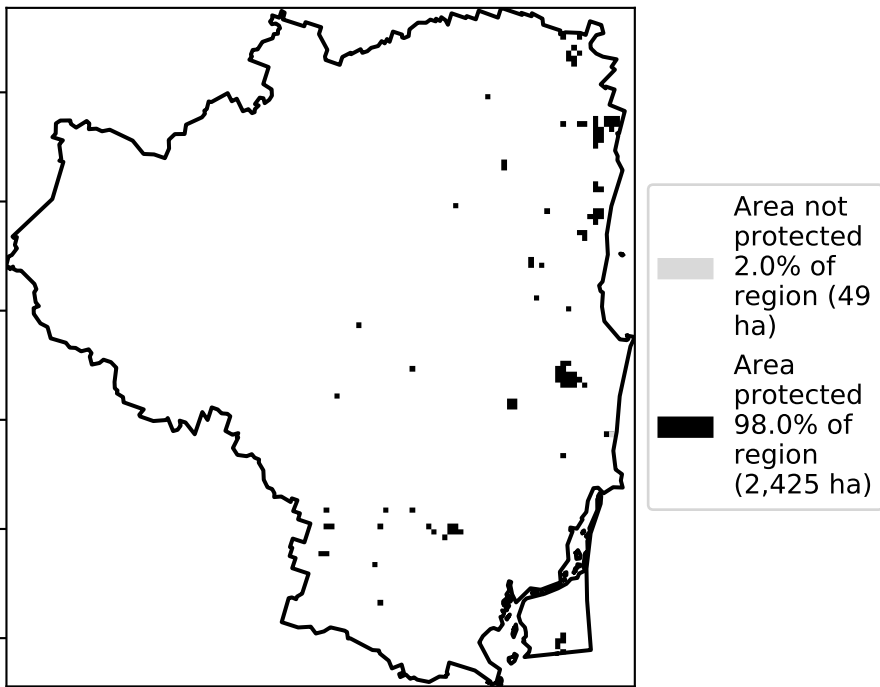 Area not
protected
2.0% of
region (49
ha)
Area
protected
98.0% of
region
(2,425 ha)